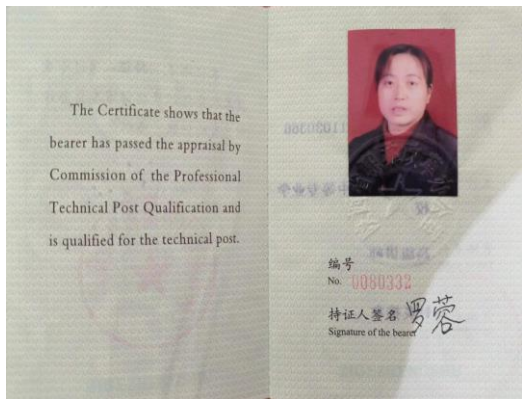 The Certificate shows that the
bearer has passed the appraisal by
Commission of the Professional
Technical Post Qualification and
is qualified for the technical post.
编号
No. 0080332
持证人签名 罗蓉
Signature of the bearer